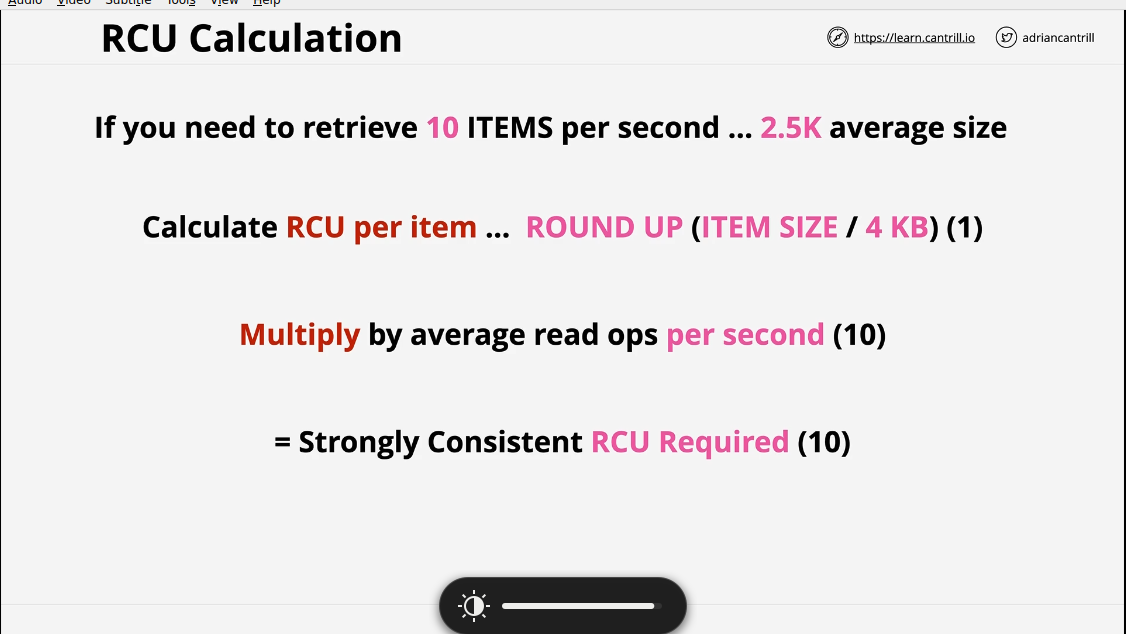 Audio Video Subtitle Tools View Help
RCU Calculation
https://learn.cantrill.io
adriancantrill
If you need to retrieve 10 ITEMS per second ... 2.5K average size
Calculate RCU per item ... ROUND UP (ITEM SIZE / 4 KB) (1)
Multiply by average read ops per second (10)
= Strongly Consistent RCU Required (10)